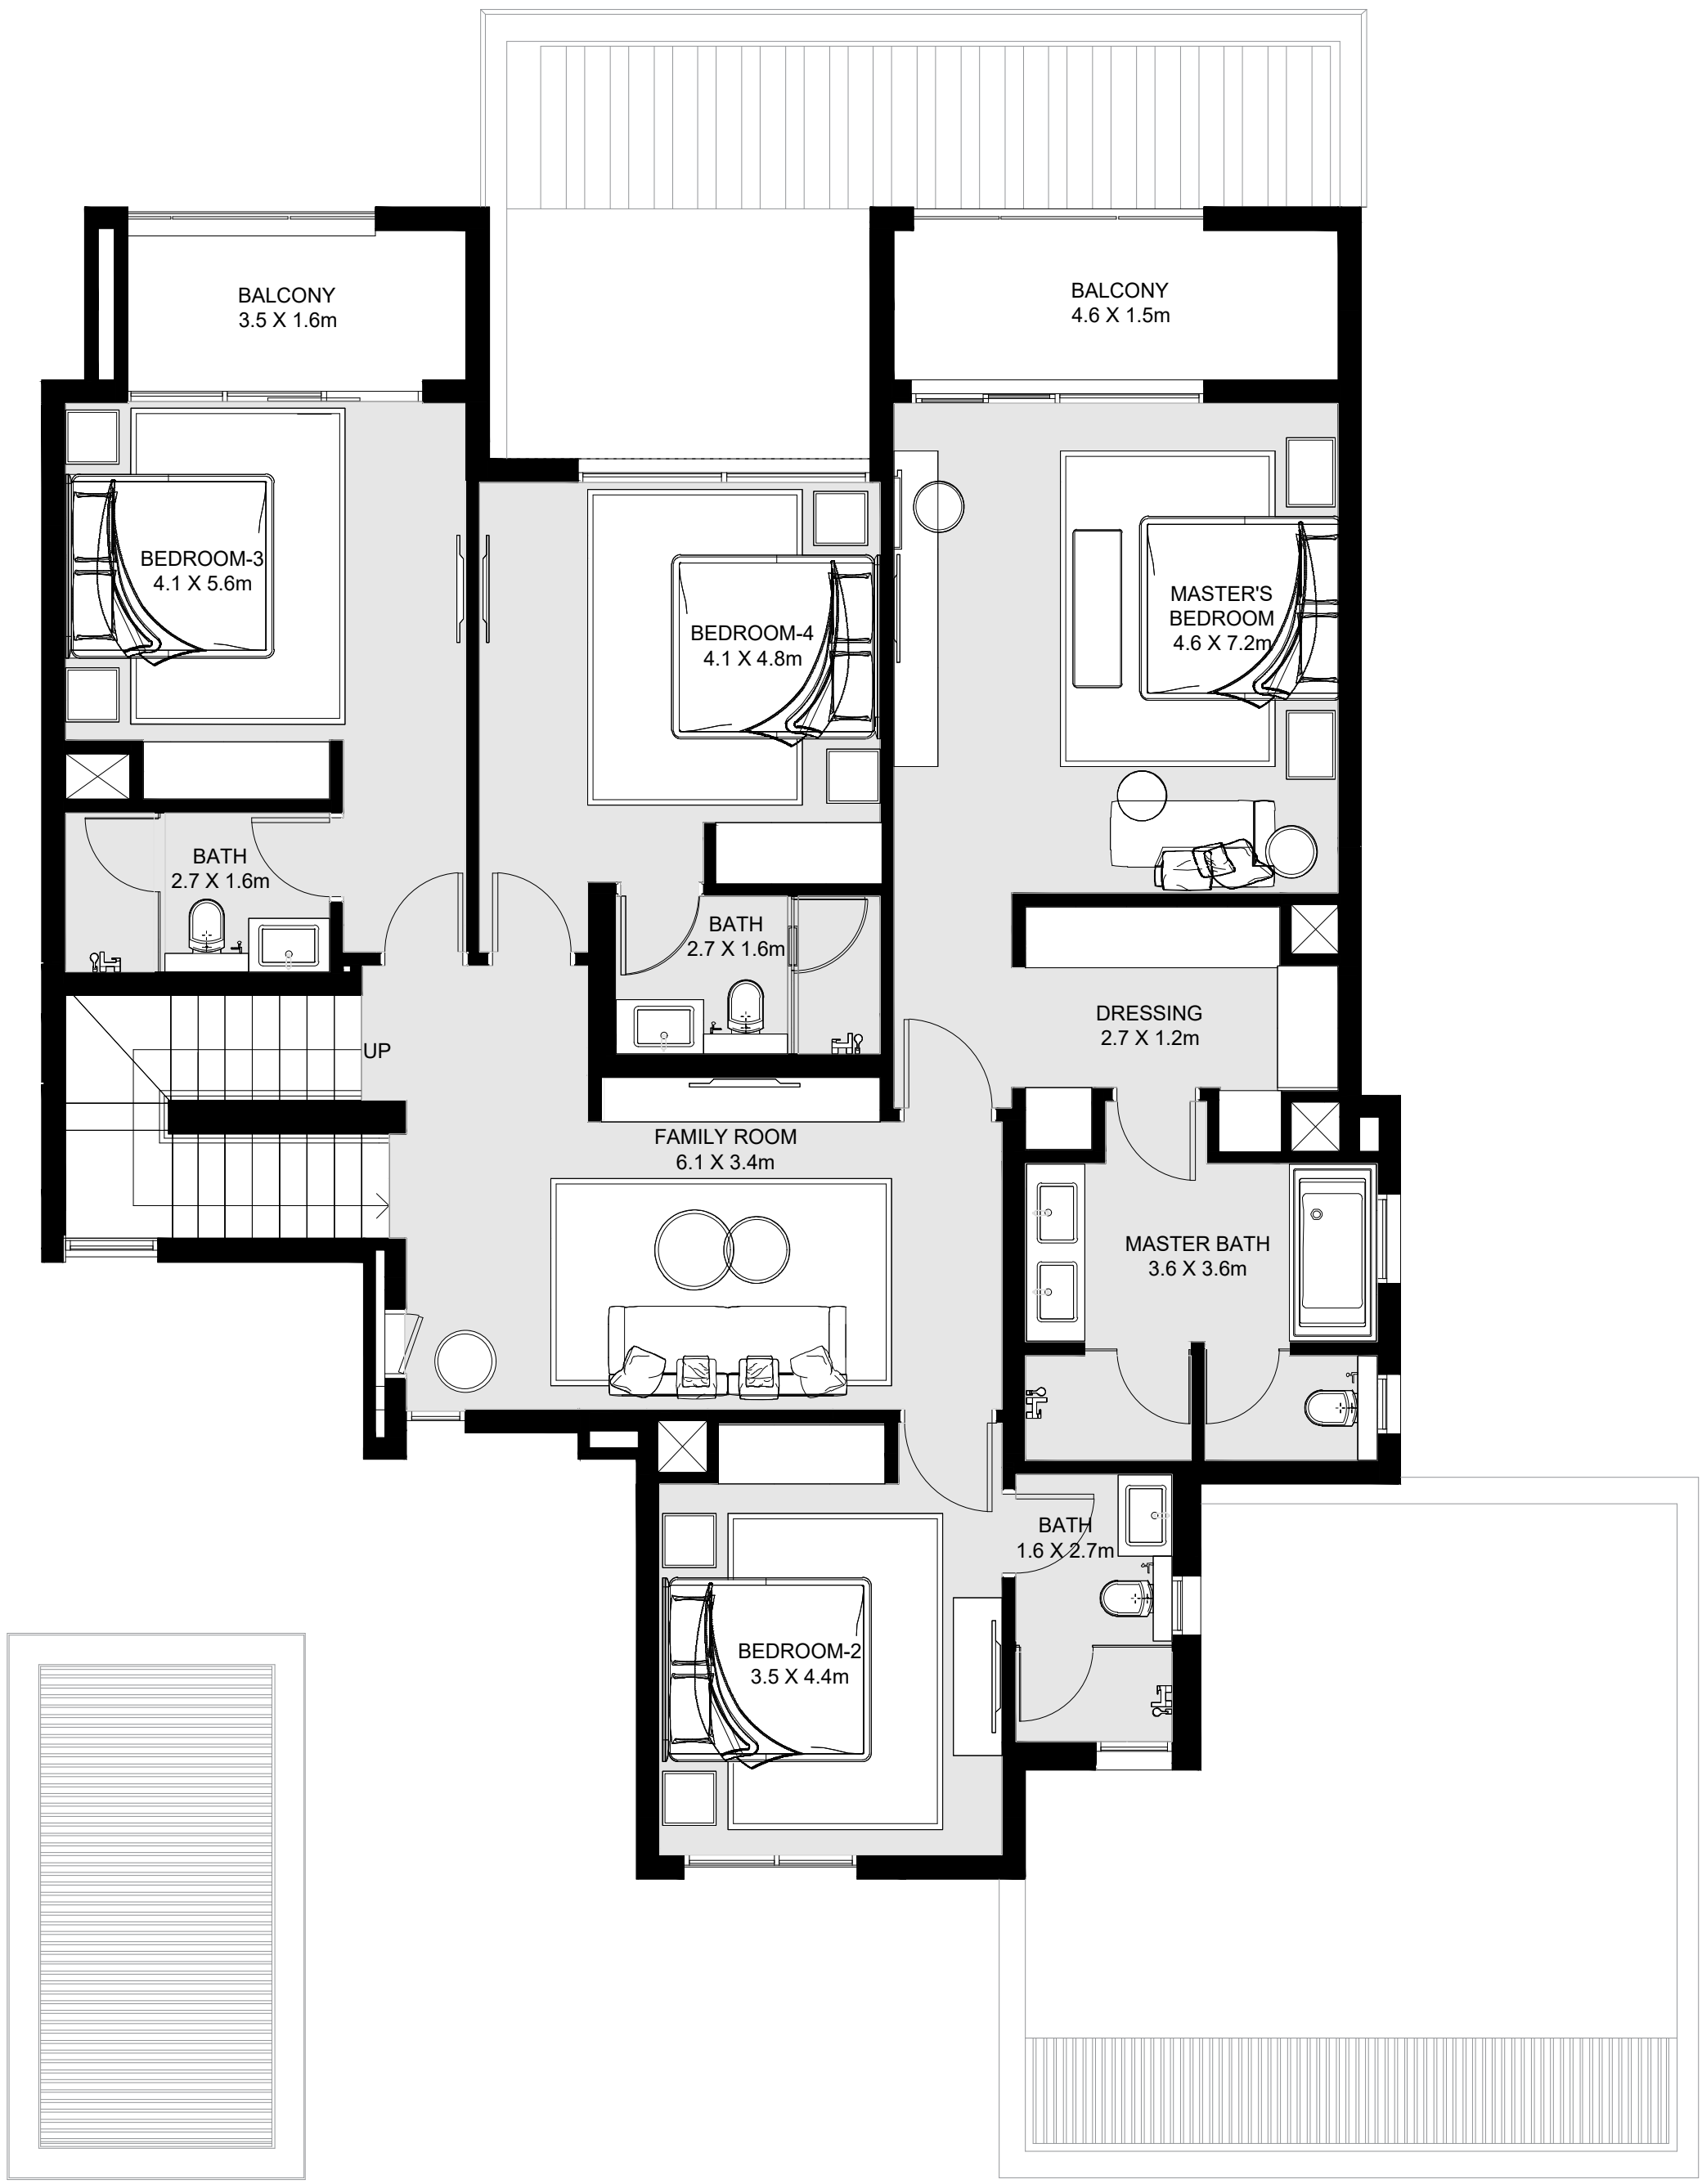 BALCONY
3.5 X 1.6m
BALCONY
4.6 X 1.5m
BEDROOM-3
4.1 X 5.6m
BEDROOM-4
4.1 X 4.8m
MASTER'S
BEDROOM
4.6 X 7.2m
BATH
2.7 X 1.6m
BATH
2.7 X 1.6m
DRESSING
2.7 X 1.2m
UP
FAMILY ROOM
6.1 X 3.4m
MASTER BATH
3.6 X 3.6m
BATH
1.6 X 2.7m
BEDROOM-2
3.5 X 4.4m